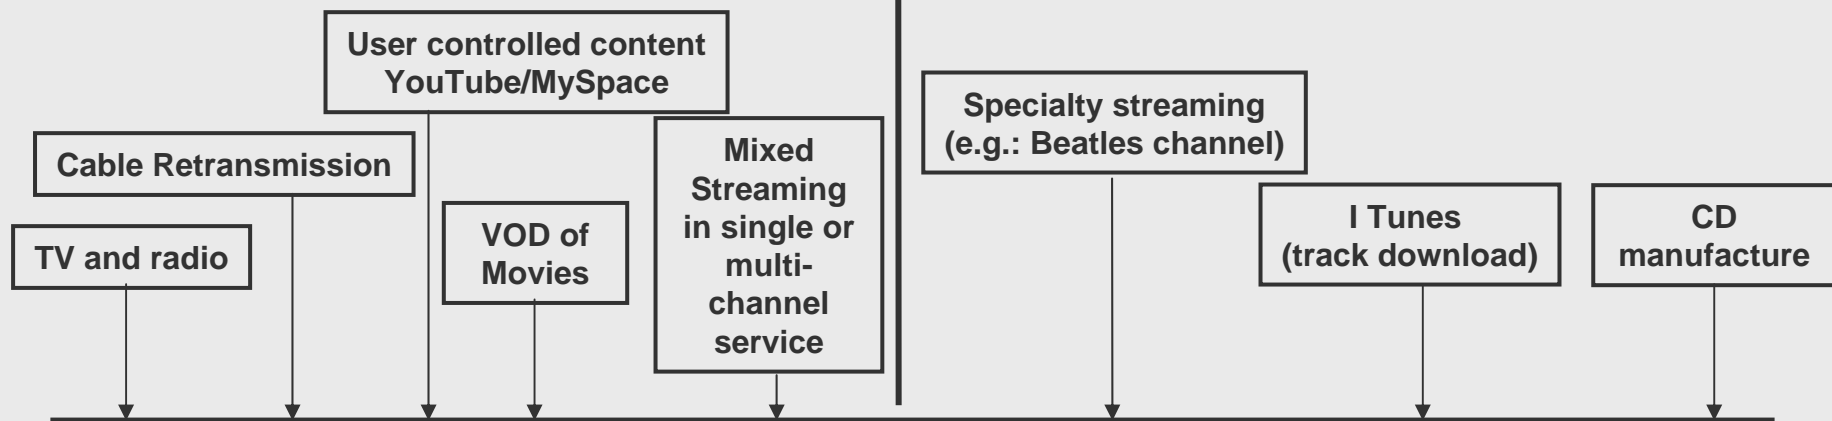 User controlled content
YouTube/MySpace
Cable Retransmission
TV and radio
VOD of
Movies
Mixed
Streaming
in single or
multi-
channel
service
Specialty streaming
(e.g.: Beatles channel)
I Tunes
(track download)
CD
manufacture